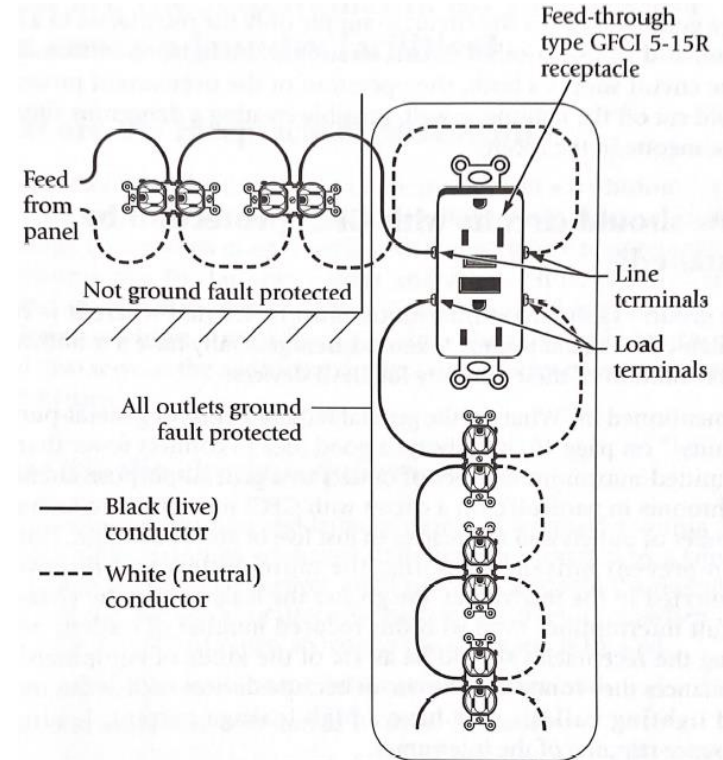 Feed-through
type GFCI 5-15R
receptacle
Feed
from
panel
Not ground fault protected
Line
terminals
Load
terminals
All outlets ground
fault protected
Black (live)
conductor
White (neutral)
conductor